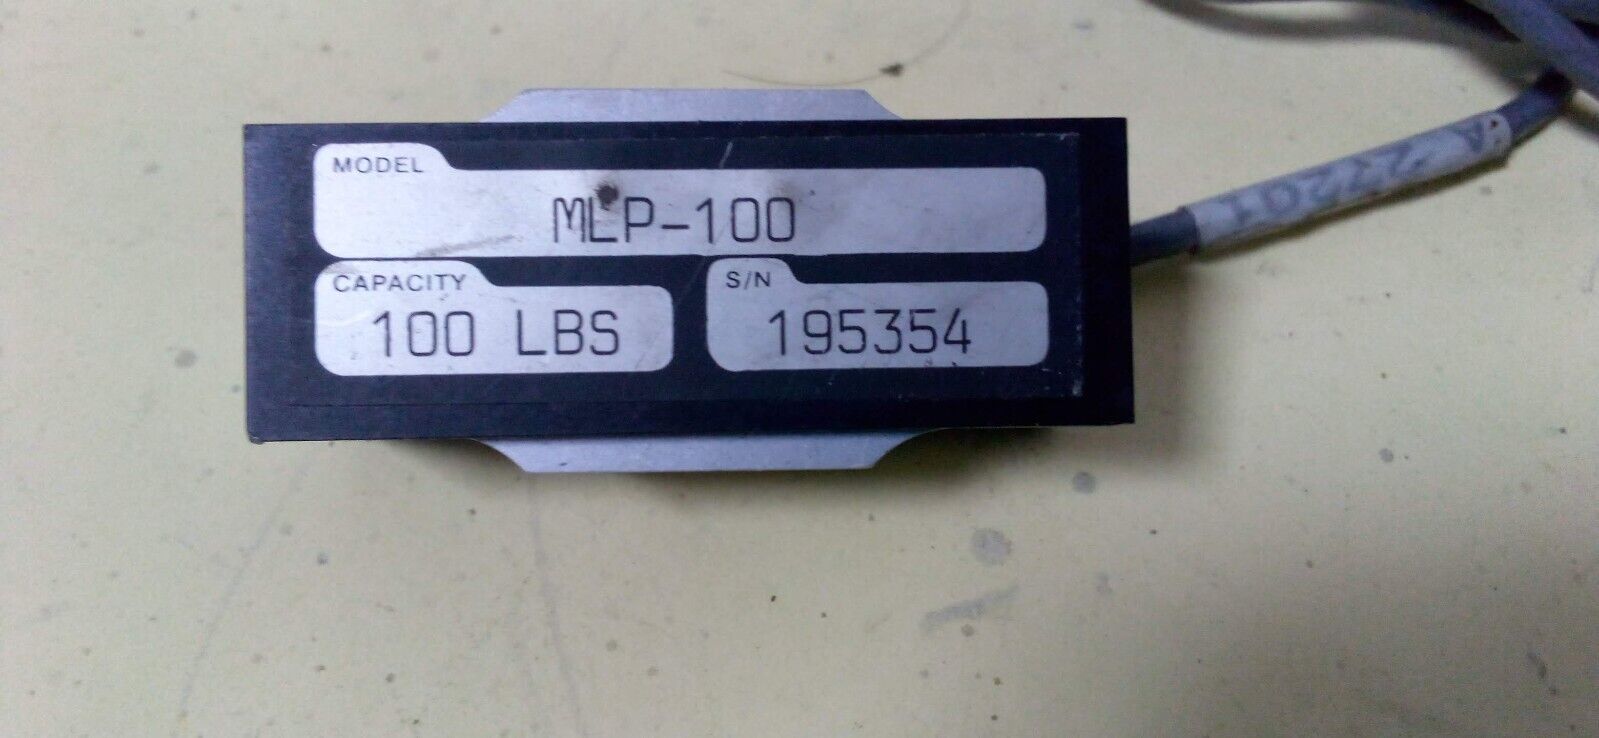 MODEL
MLP-100
CAPACITY
100 LBS
S/N
195354